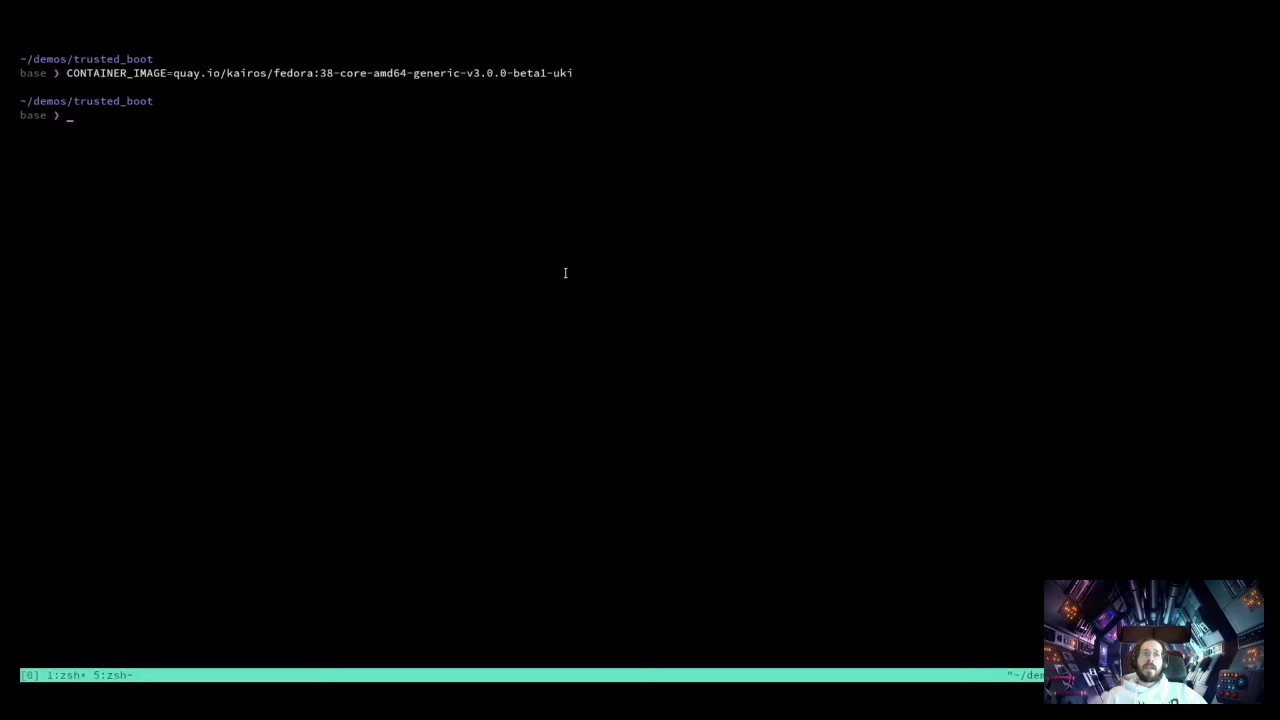 ~/demos/trusted_boot
base ❯ CONTAINER_IMAGE=quay.io/kairos/fedora:38-core-amd64-generic-v3.0.0-beta1-uki
~/demos/trusted_boot
base ❯ _
[0] 1:zsh* 5:zsh- "~/dem